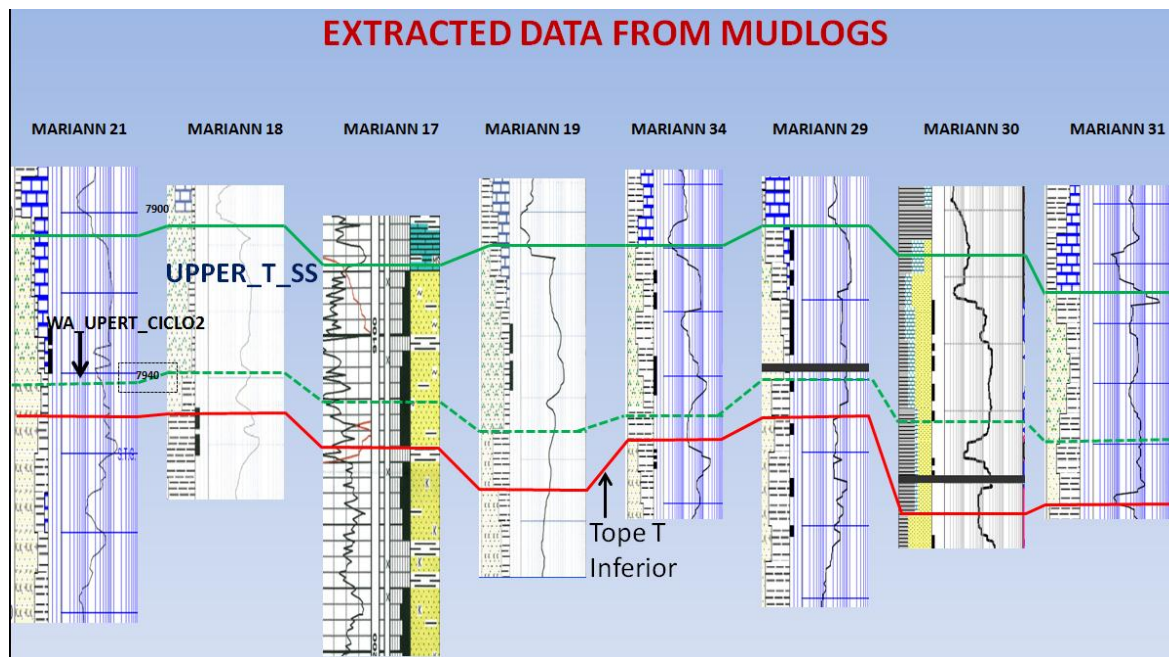 EXTRACTED DATA FROM MUDLOGS
MARIANN 21
MARIANN 18
MARIANN 17
MARIANN 19
MARIANN 34
MARIANN 29
MARIANN 30
MARIANN 31
7900
UPPER_T_SS
WA_UPERT_CICLO2
7940
9100
Tope T
Inferior